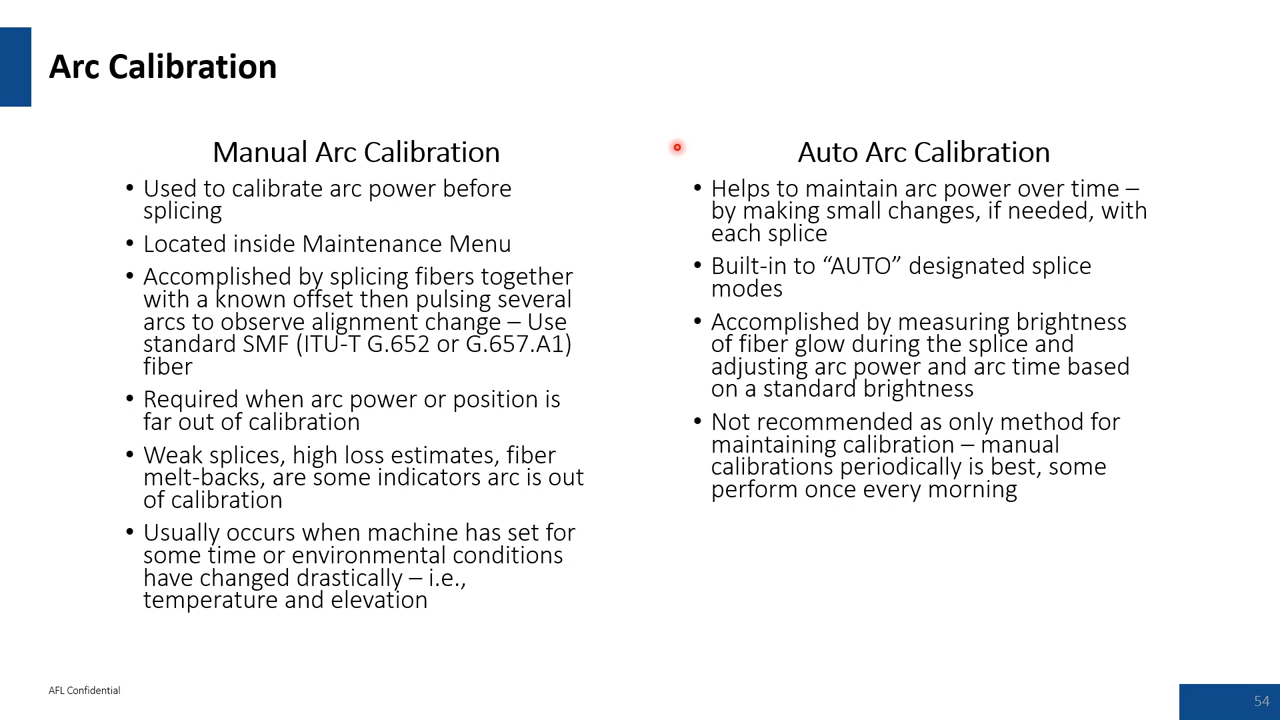 Arc Calibration
Manual Arc Calibration
• Used to calibrate arc power before
splicing
• Located inside Maintenance Menu
• Accomplished by splicing fibers together
with a known offset then pulsing several
arcs to observe alignment change – Use
standard SMF (ITU-T G.652 or G.657.A1)
fiber
• Required when arc power or position is
far out of calibration
• Weak splices, high loss estimates, fiber
melt-backs, are some indicators arc is out
of calibration
• Usually occurs when machine has set for
some time or environmental conditions
have changed drastically – i.e.,
temperature and elevation
Auto Arc Calibration
• Helps to maintain arc power over time –
by making small changes, if needed, with
each splice
• Built-in to “AUTO” designated splice
modes
• Accomplished by measuring brightness
of fiber glow during the splice and
adjusting arc power and arc time based
on a standard brightness
• Not recommended as only method for
maintaining calibration – manual
calibrations periodically is best, some
perform once every morning
AFL Confidential
54